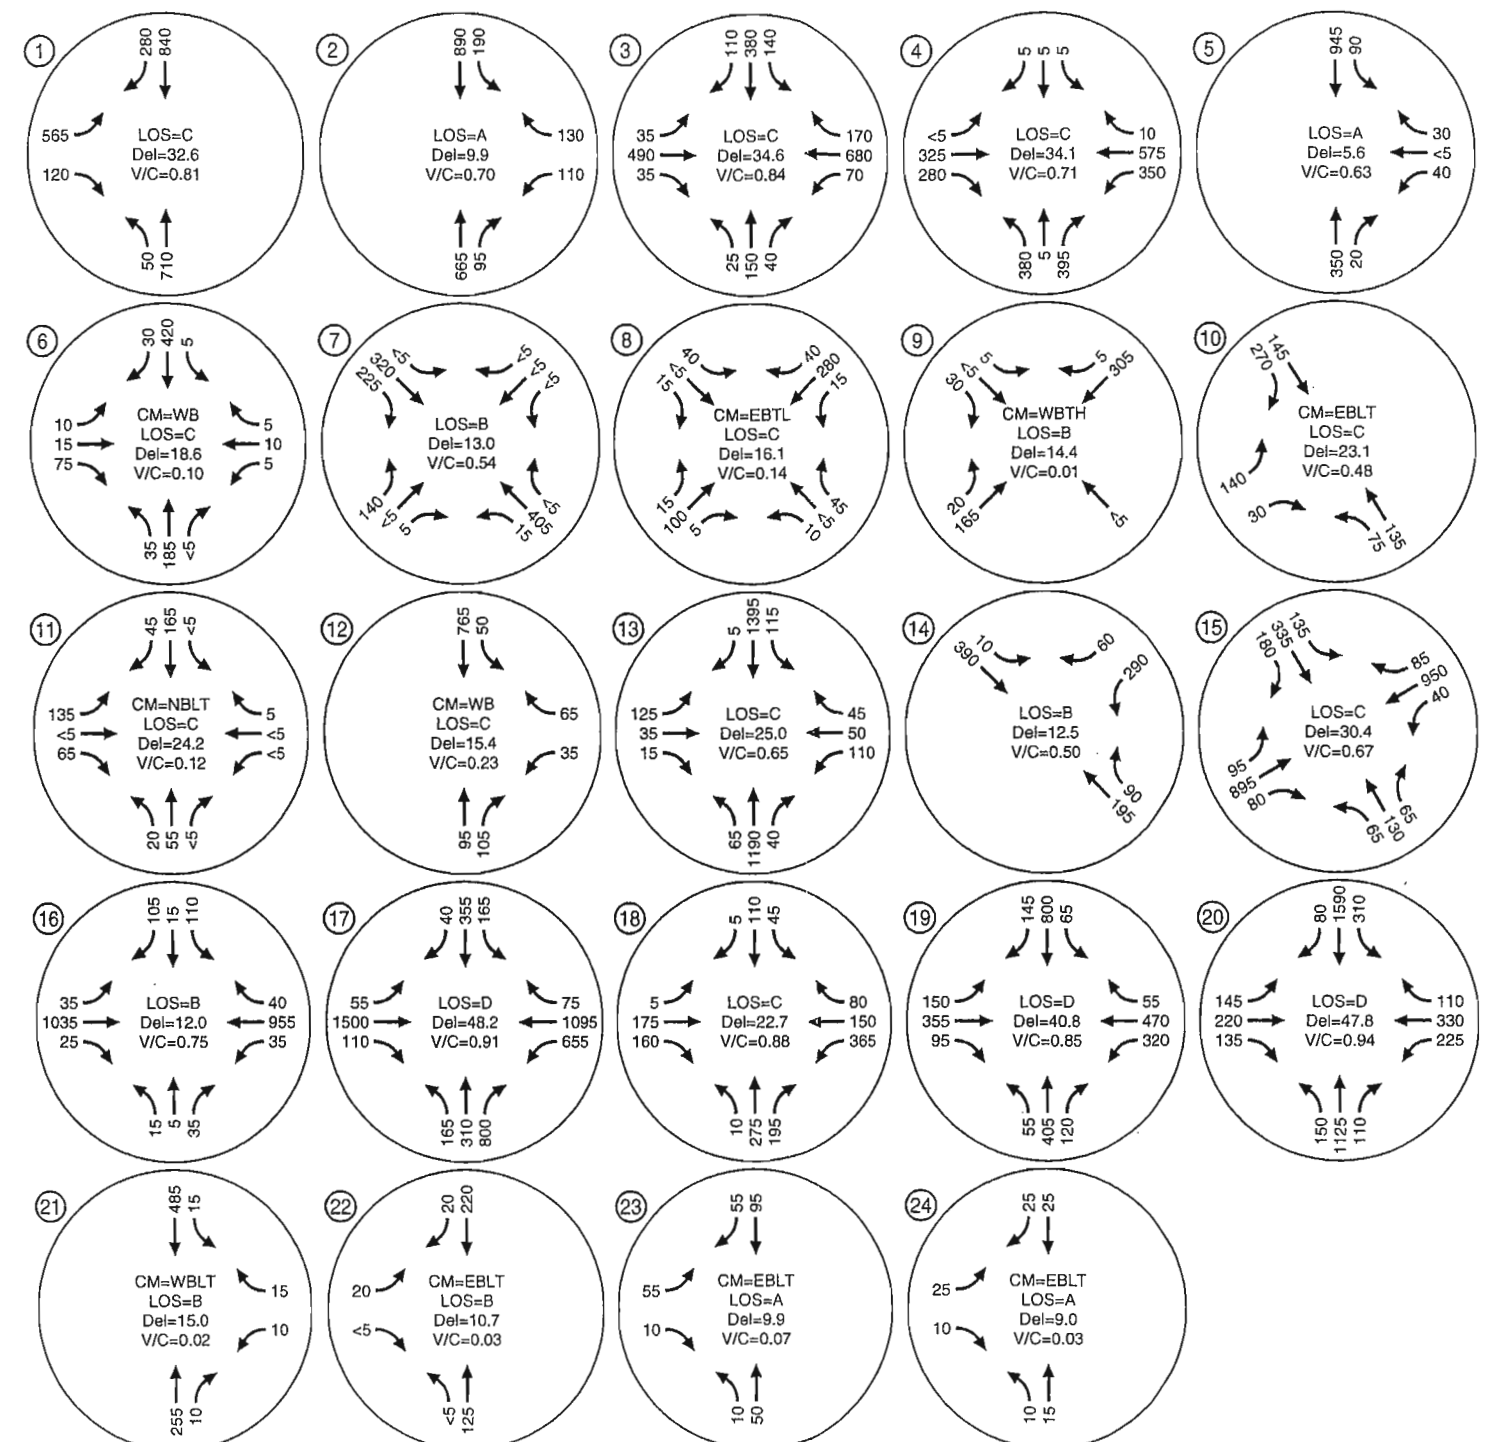 1
280 840
565
120
LOS=C
Del=32.6
V/C=0.81
50 710
2
890 190
LOS=A
Del=9.9
V/C=0.70
130
110
665 95
3
110 380 140
35
490
35
LOS=C
Del=34.6
V/C=0.84
170
680
70
25 150 40
4
5 5 5
<5
325
280
LOS=C
Del=34.1
V/C=0.71
10
575
350
380 5 395
5
945 90
LOS=A
Del=5.6
V/C=0.63
30
<5
40
350 20
6
30 420 5
10
15
75
CM=WB
LOS=C
Del=18.6
V/C=0.10
5
10
5
35 185 <5
7
225 320 <5
<5 <5 <5
LOS=B
Del=13.0
V/C=0.54
140 <5 5
15 405 <5
8
15 <5 40
40 280 15
CM=EBTL
LOS=C
Del=16.1
V/C=0.14
15 100 5
10 <5 45
9
30 <5 5
5 305
CM=WBTH
LOS=B
Del=14.4
V/C=0.01
20 165
<5
10
270 145
CM=EBLT
LOS=C
Del=23.1
V/C=0.48
140
30
75 135
11
45 165 <5
135
<5
65
CM=NBLT
LOS=C
Del=24.2
V/C=0.12
5
<5
<5
20 55 <5
12
765 50
CM=WB
LOS=C
Del=15.4
V/C=0.23
65
35
95 105
13
5 1395 115
125
35
15
LOS=C
Del=25.0
V/C=0.65
45
50
110
65 1190 40
14
390 10
60
290
LOS=B
Del=12.5
V/C=0.50
90
195
15
180 335 135
85
950
40
LOS=C
Del=30.4
V/C=0.67
95
895
80
65 130 65
16
105 15 110
35
1035
25
LOS=B
Del=12.0
V/C=0.75
40
955
35
15 5 35
17
40 355 165
55
1500
110
LOS=D
Del=48.2
V/C=0.91
75
1095
655
165 310 800
18
5 110 45
5
175
160
LOS=C
Del=22.7
V/C=0.88
80
150
365
10 275 195
19
145 800 65
150
355
95
LOS=D
Del=40.8
V/C=0.85
55
470
320
55 405 120
20
80 1590 310
145
220
135
LOS=D
Del=47.8
V/C=0.94
110
330
225
150 1125 110
21
485 15
CM=WBLT
LOS=B
Del=15.0
V/C=0.02
15
10
255 10
22
20 220
20
<5
CM=EBLT
LOS=B
Del=10.7
V/C=0.03
<5 125
23
55 95
55
10
CM=EBLT
LOS=A
Del=9.9
V/C=0.07
10 50
24
25 25
25
10
CM=EBLT
LOS=A
Del=9.0
V/C=0.03
10 15